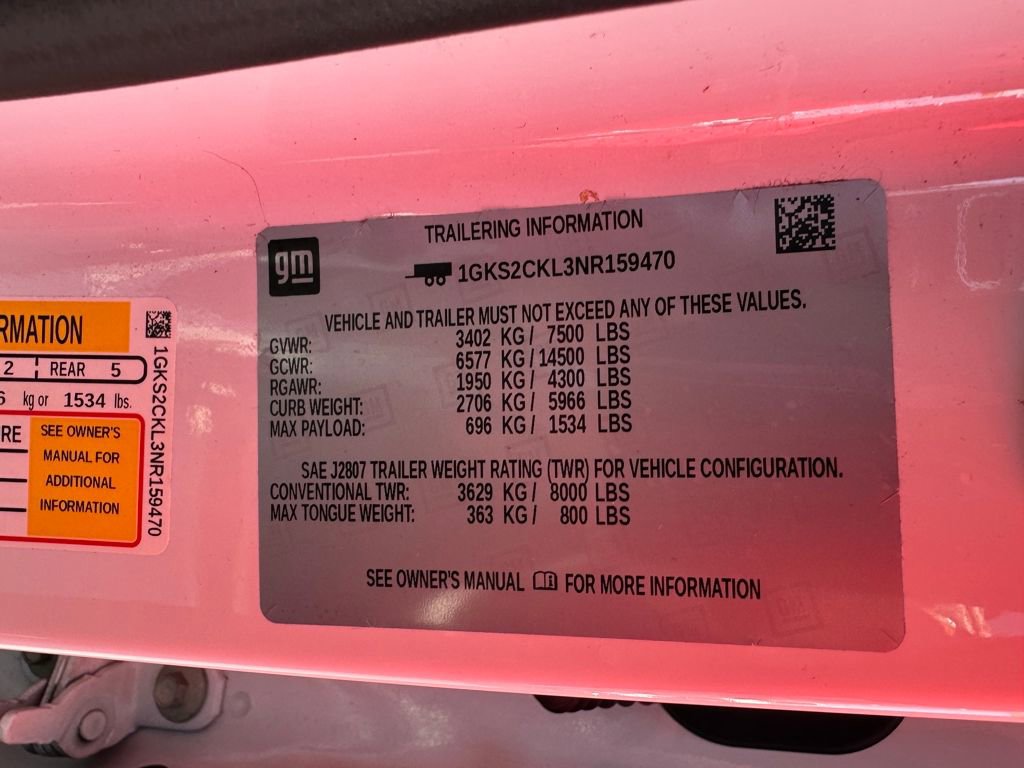 gm
TRAILERING INFORMATION
1GKS2CKL3NR159470
VEHICLE AND TRAILER MUST NOT EXCEED ANY OF THESE VALUES.
GVWR: 3402 KG / 7500 LBS
GCWR: 6577 KG / 14500 LBS
RGAWR: 1950 KG / 4300 LBS
CURB WEIGHT: 2706 KG / 5966 LBS
MAX PAYLOAD: 696 KG / 1534 LBS
SAE J2807 TRAILER WEIGHT RATING (TWR) FOR VEHICLE CONFIGURATION.
CONVENTIONAL TWR: 3629 KG / 8000 LBS
MAX TONGUE WEIGHT: 363 KG / 800 LBS
SEE OWNER'S MANUAL FOR MORE INFORMATION
RMATION
2 REAR 5
6 kg or 1534 lbs.
RE
SEE OWNER'S
MANUAL FOR
ADDITIONAL
INFORMATION
1GKS2CKL3NR159470